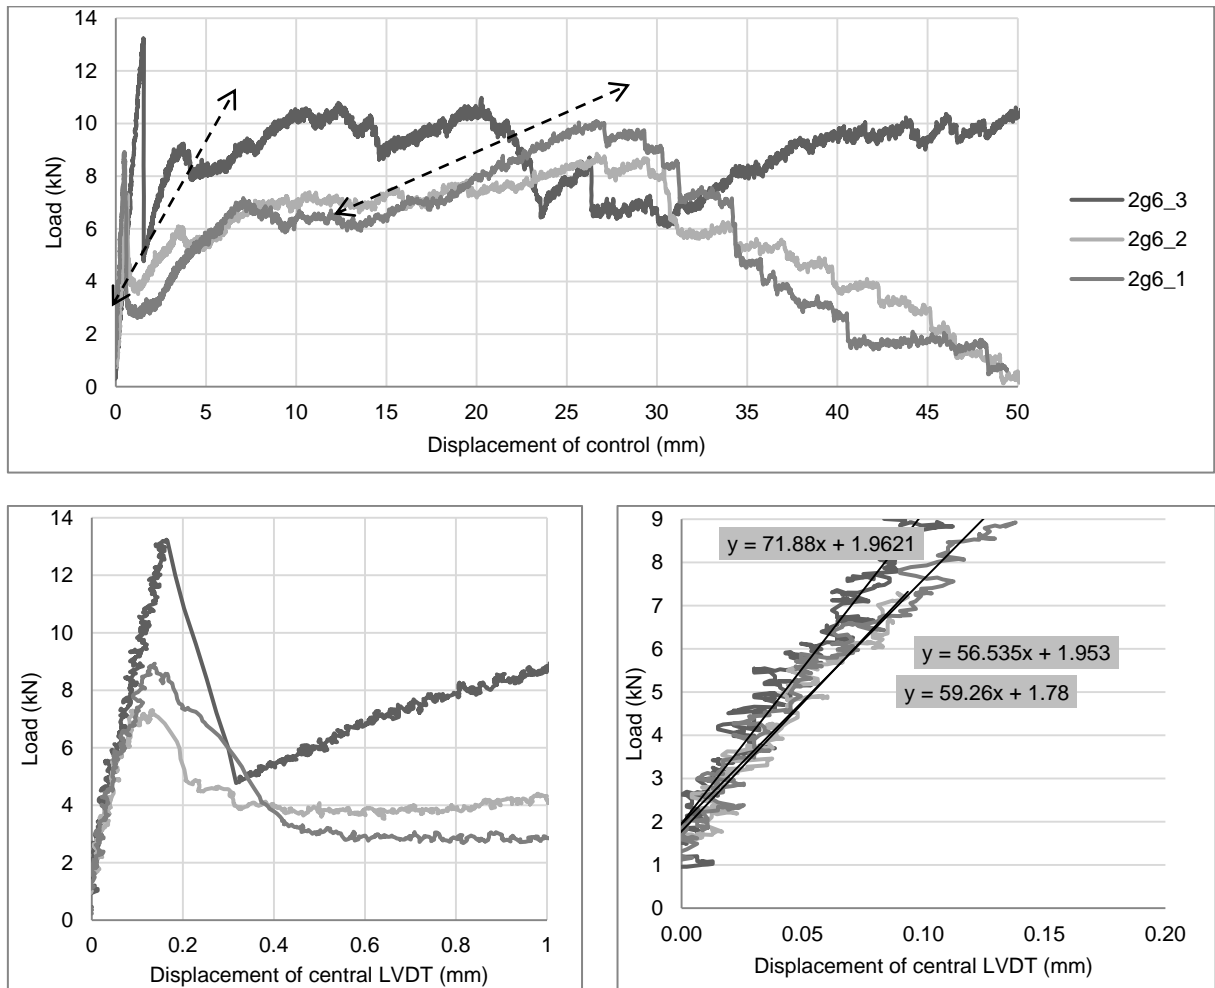 14
12
10
8
6
4
2
0
Load (kN)
0 5 10 15 20 25 30 35 40 45 50
Displacement of control (mm)
2g6_3
2g6_2
2g6_1
14
12
10
8
6
4
2
0
Load (kN)
0 0.2 0.4 0.6 0.8 1
Displacement of central LVDT (mm)
9
8
7
6
5
4
3
2
1
0
Load (kN)
y = 71.88x + 1.9621
y = 56.535x + 1.953
y = 59.26x + 1.78
0.00 0.05 0.10 0.15 0.20
Displacement of central LVDT (mm)